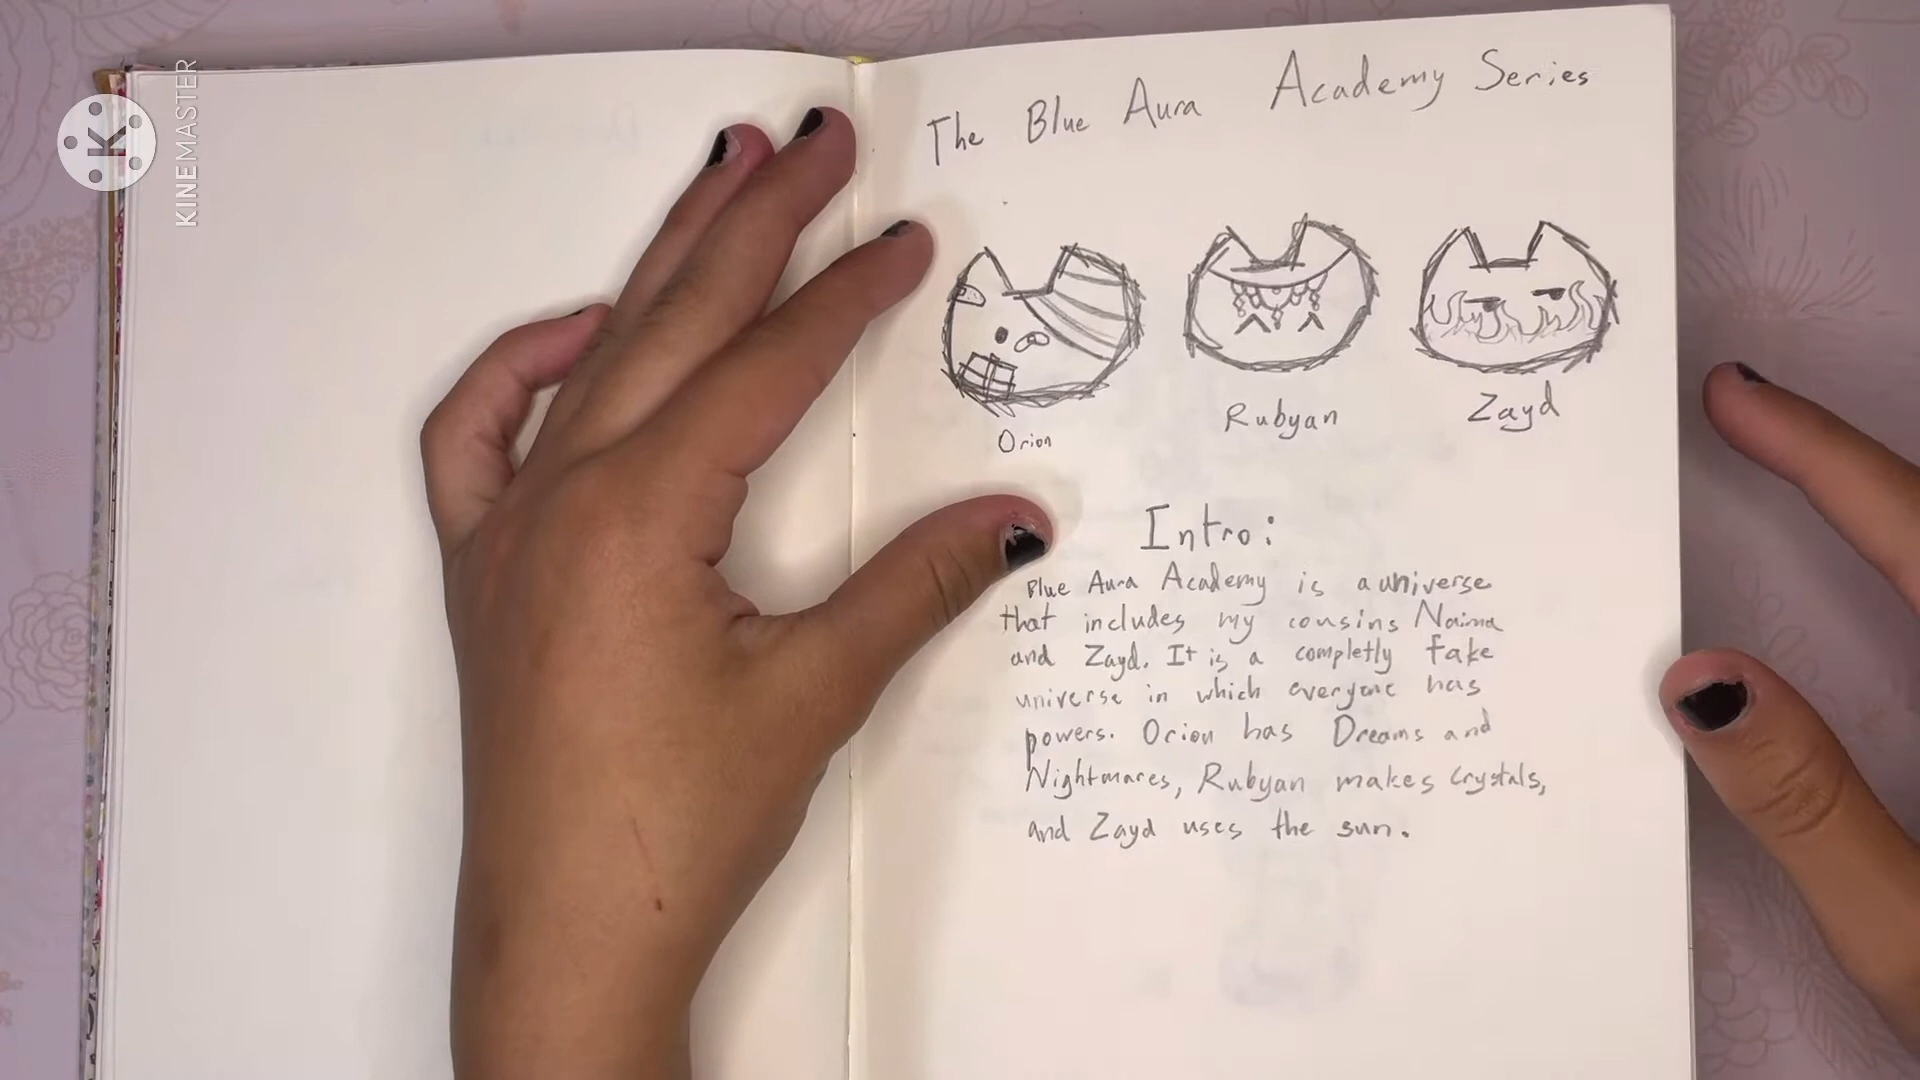 KINEMASTER
The Blue Aura Academy Series
Orion
Rubyan
Zayd
Intro:
Blue Aura Academy is a universe
that includes my cousins Naima
and Zayd. It is a completly fake
universe in which everyone has
powers. Orion has Dreams and
Nightmares, Rubyan makes Crystals,
and Zayd uses the sun.